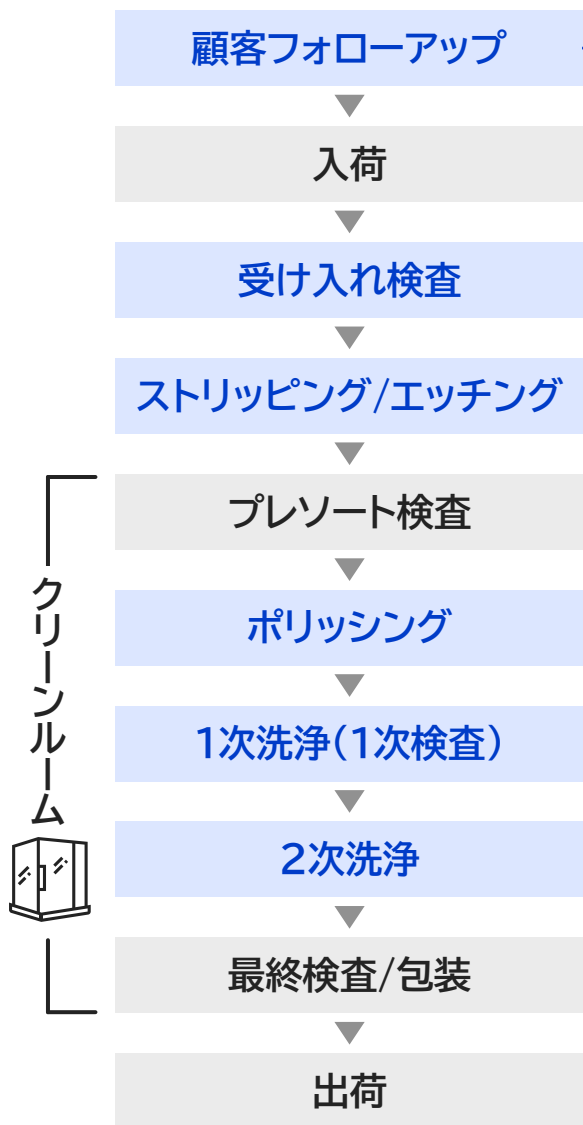 顧客フォローアップ
入荷
受け入れ検査
ストリッピング/エッチング
プレソート検査
ポリッシング
1次洗浄(1次検査)
2次洗浄
最終検査/包装
出荷
クリーンルーム